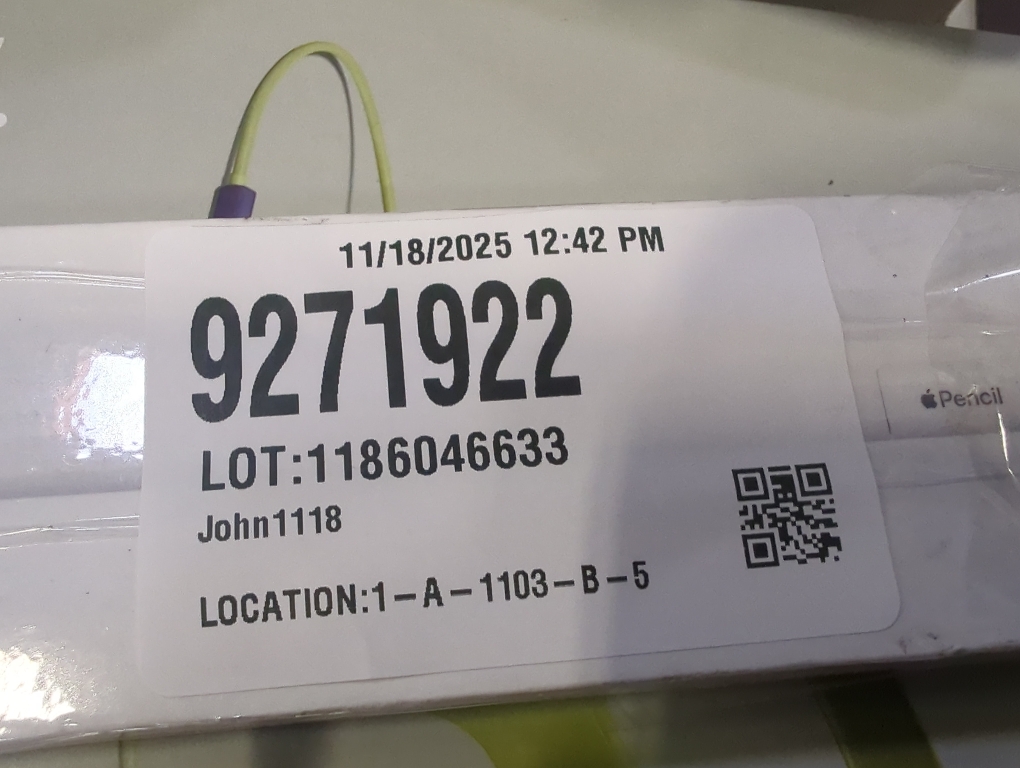 11/18/2025 12:42 PM
9271922
LOT:1186046633
John1118
LOCATION:1-A-1103-B-5
Pencil